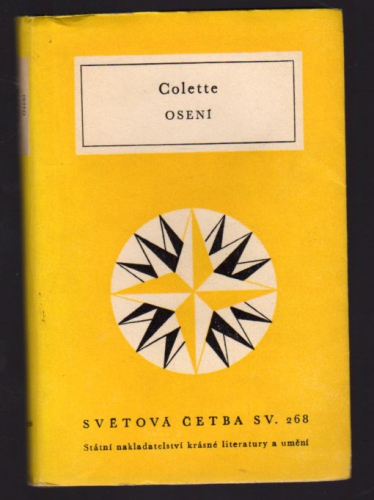 Colette
OSENÍ
SVĚTOVÁ ČETBA SV. 268
Státní nakladatelství krásné literatury a umění